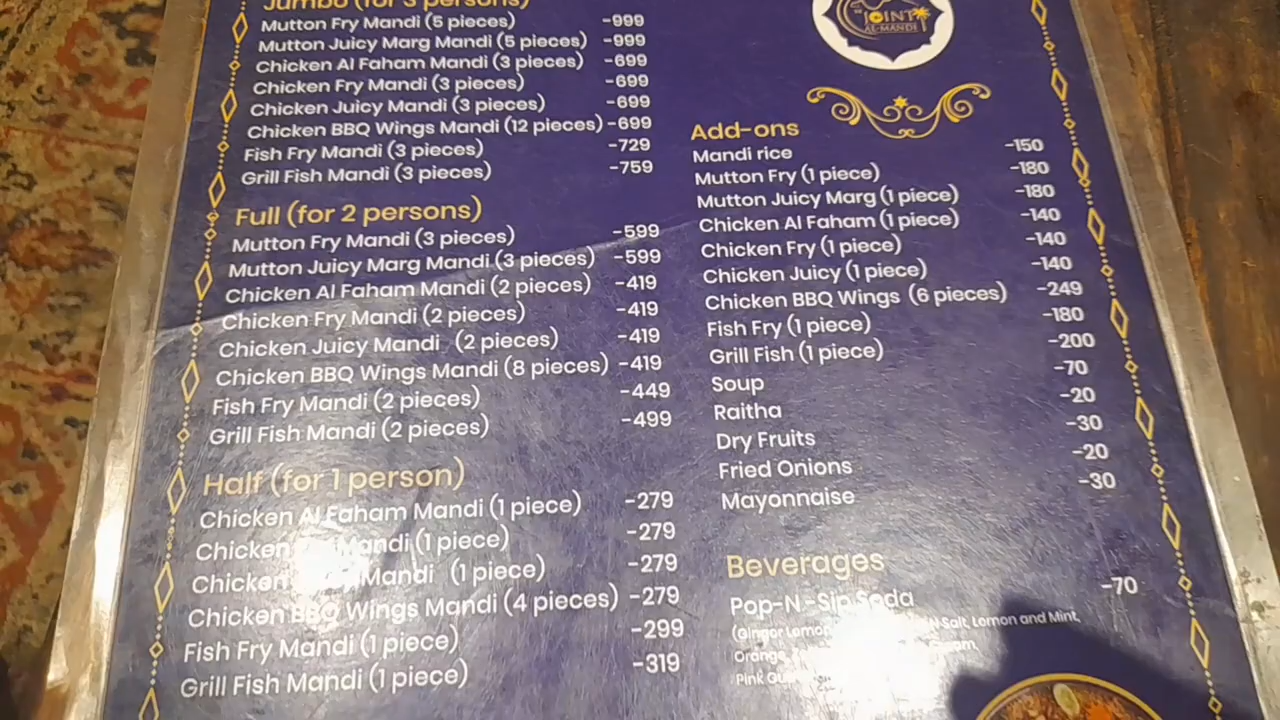 Jumbo (for 3 persons)
Mutton Fry Mandi (5 pieces) -999
Mutton Juicy Marg Mandi (5 pieces) -999
Chicken Al Faham Mandi (3 pieces) -699
Chicken Fry Mandi (3 pieces) -699
Chicken Juicy Mandi (3 pieces) -699
Chicken BBQ Wings Mandi (12 pieces) -699
Fish Fry Mandi (3 pieces) -729
Grill Fish Mandi (3 pieces) -759
Full (for 2 persons)
Mutton Fry Mandi (3 pieces) -599
Mutton Juicy Marg Mandi (3 pieces) -599
Chicken Al Faham Mandi (2 pieces) -419
Chicken Fry Mandi (2 pieces) -419
Chicken Juicy Mandi (2 pieces) -419
Chicken BBQ Wings Mandi (8 pieces) -419
Fish Fry Mandi (2 pieces) -449
Grill Fish Mandi (2 pieces) -499
Half (for 1 person)
Chicken Al Faham Mandi (1 piece) -279
Chicken Mandi (1 piece) -279
Chicken Mandi (1 piece) -279
Chicken BBQ Wings Mandi (4 pieces) -279
Fish Fry Mandi (1 piece) -299
Grill Fish Mandi (1 piece) -319
JOINT
AL-MANDI
Add-ons
Mandi rice -150
Mutton Fry (1 piece) -180
Mutton Juicy Marg (1 piece) -180
Chicken Al Faham (1 piece) -140
Chicken Fry (1 piece) -140
Chicken Juicy (1 piece) -140
Chicken BBQ Wings (6 pieces) -249
Fish Fry (1 piece) -180
Grill Fish (1 piece) -200
Soup -70
Raitha -20
Dry Fruits -30
Fried Onions -20
Mayonnaise -30
Beverages
Pop-N-Sip Soda -70
(Ginger Lemon N Salt, Lemon and Mint,
Orange,
Pink